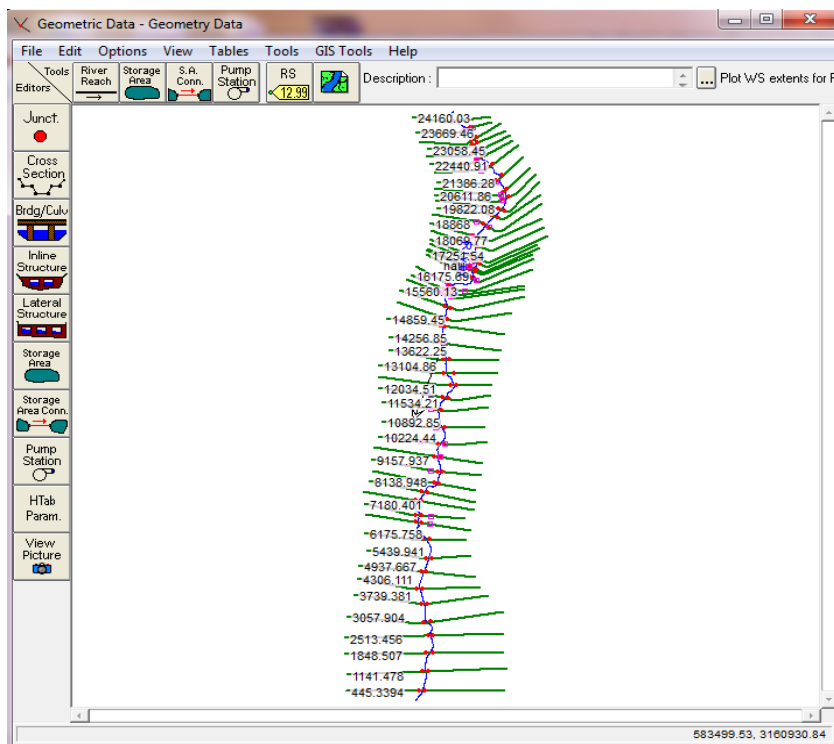 Geometric Data - Geometry Data
File Edit Options View Tables Tools GIS Tools Help
Tools
Editors
River
Reach
Storage
Area
S.A.
Conn.
Pump
Station
RS
12.99
Description :
...
Plot WS extents for P
Junct.
Cross
Section
Brdg/Culv
Inline
Structure
Lateral
Structure
Storage
Area
Storage
Area Conn.
Pump
Station
HTab
Param.
View
Picture
24160.03
23669.46
23058.45
22440.91
21386.28
20611.86
19822.08
18868
18069.77
17251.54
16175.69
15560.13
14859.45
14256.85
13622.25
13104.86
12034.51
11534.21
10892.85
10224.44
9157.937
8138.948
7180.401
6175.758
5439.941
4937.667
4306.111
3739.381
3057.904
2513.456
1848.507
1141.478
445.3394
583499.53, 3160930.84